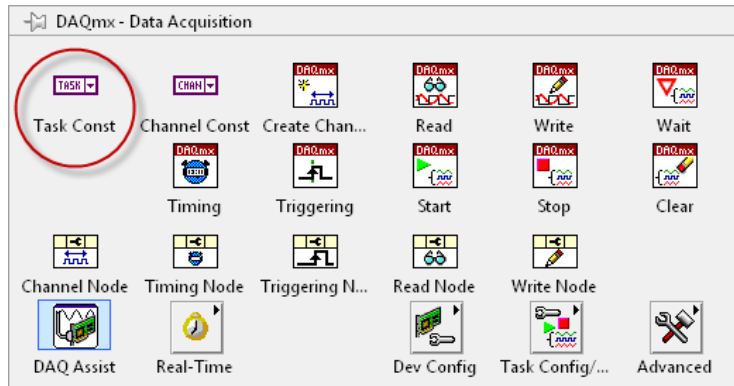 DAQmx - Data Acquisition
TASK CHAN DAQmx DAQmx DAQmx DAQmx
Task Const Channel Const Create Chan... Read Write Wait
DAQmx DAQmx DAQmx DAQmx DAQmx
Timing Triggering Start Stop Clear
Channel Node Timing Node Triggering N... Read Node Write Node
DAQ Assist Real-Time Dev Config Task Config/... Advanced